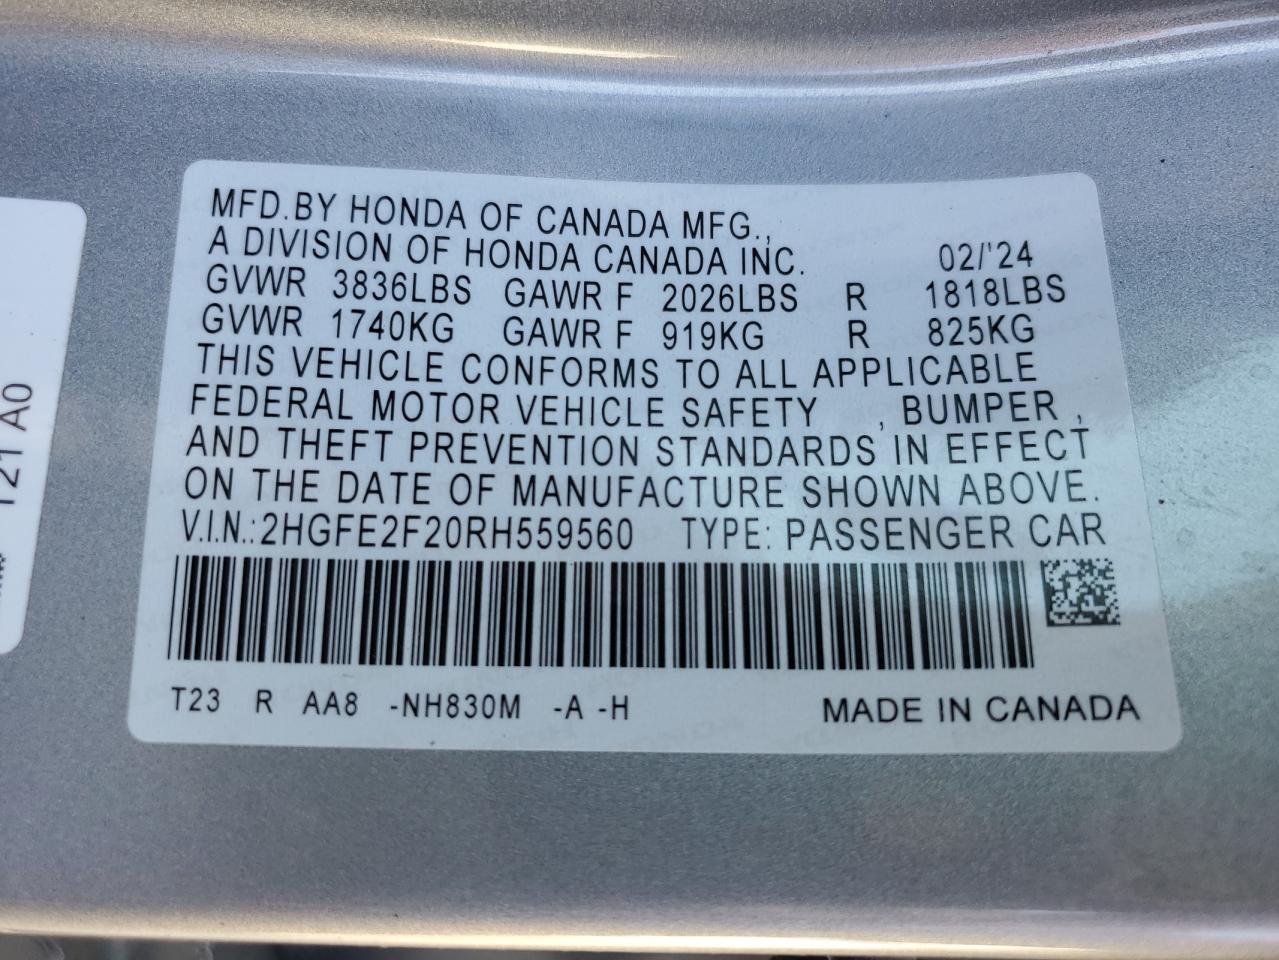 MFD.BY HONDA OF CANADA MFG.,
A DIVISION OF HONDA CANADA INC. 02/'24
GVWR 3836LBS GAWR F 2026LBS R 1818LBS
GVWR 1740KG GAWR F 919KG R 825KG
THIS VEHICLE CONFORMS TO ALL APPLICABLE
FEDERAL MOTOR VEHICLE SAFETY , BUMPER ,
AND THEFT PREVENTION STANDARDS IN EFFECT
ON THE DATE OF MANUFACTURE SHOWN ABOVE.
V.I.N.:2HGFE2F20RH559560 TYPE: PASSENGER CAR
T23 R AA8 -NH830M -A -H MADE IN CANADA
121 A0